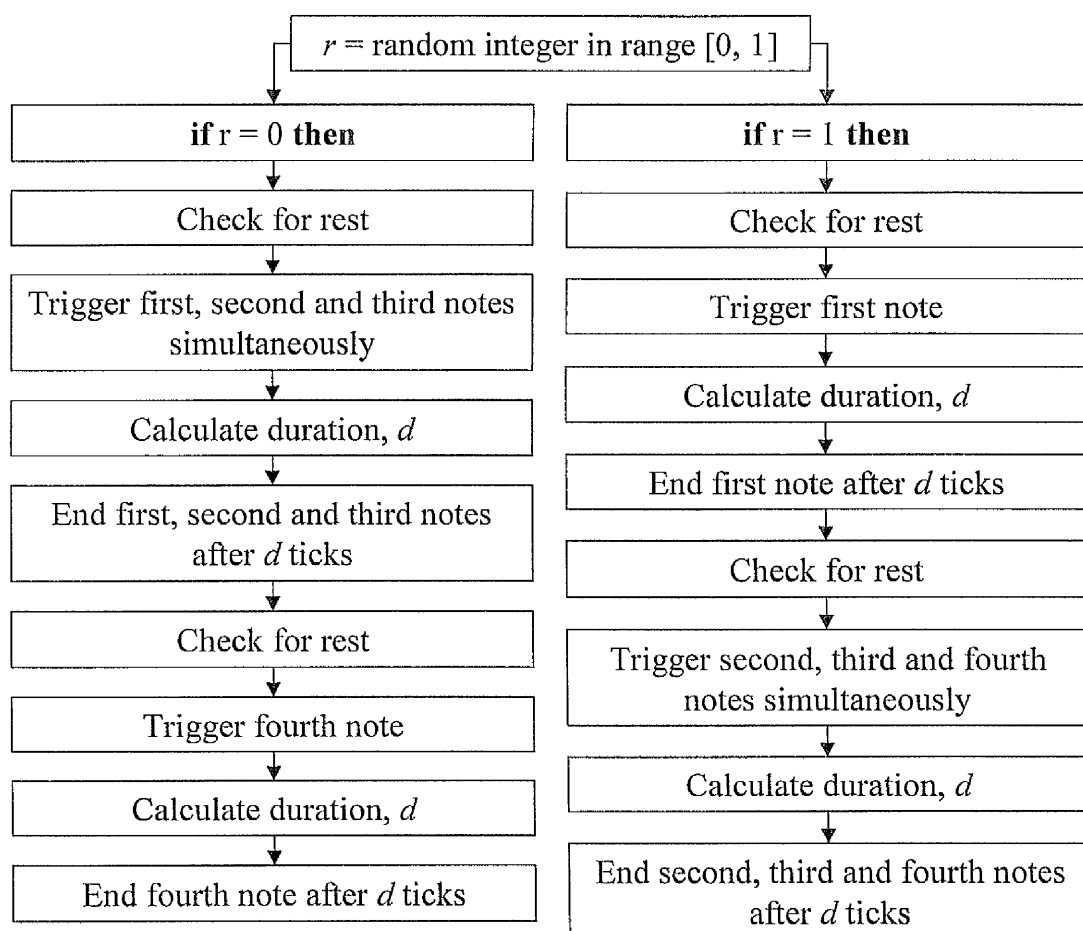 r = random integer in range [0, 1]
if r = 0 then
Check for rest
Trigger first, second and third notes
simultaneously
Calculate duration, d
End first, second and third notes
after d ticks
Check for rest
Trigger fourth note
Calculate duration, d
End fourth note after d ticks
if r = 1 then
Check for rest
Trigger first note
Calculate duration, d
End first note after d ticks
Check for rest
Trigger second, third and fourth
notes simultaneously
Calculate duration, d
End second, third and fourth notes
after d ticks